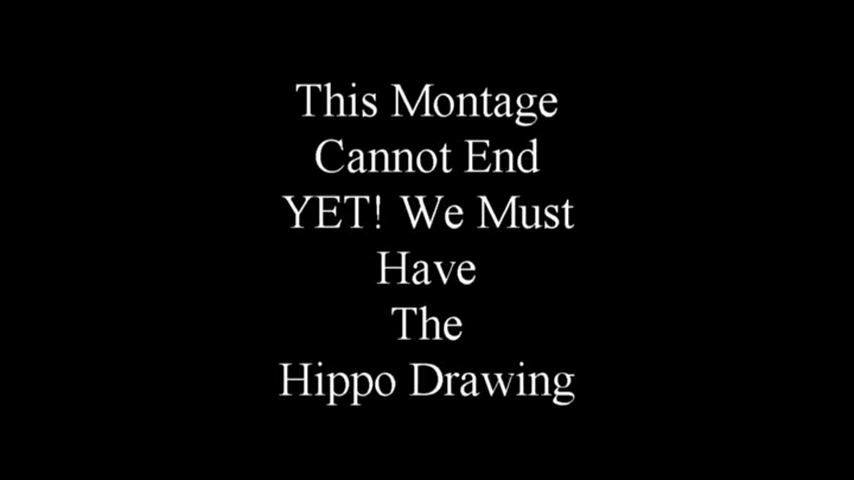 This Montage
Cannot End
YET! We Must
Have
The
Hippo Drawing